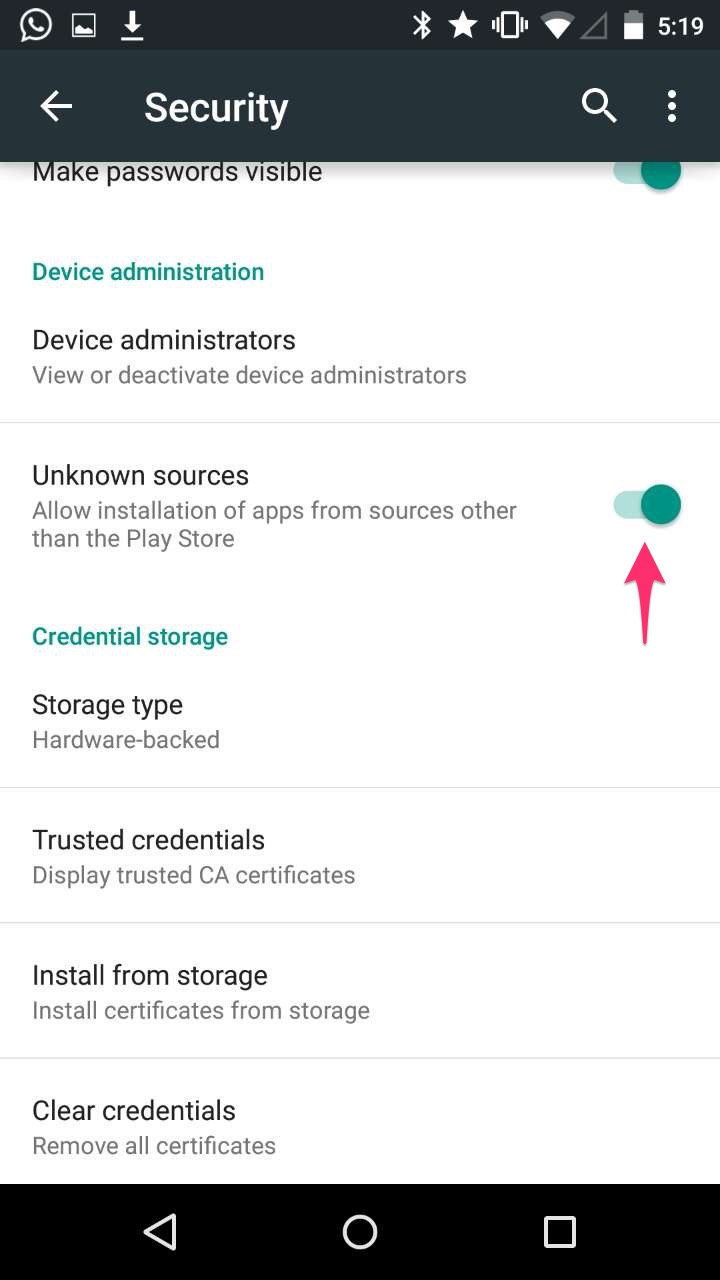 5:19
Security
Make passwords visible
Device administration
Device administrators
View or deactivate device administrators
Unknown sources
Allow installation of apps from sources other
than the Play Store
Credential storage
Storage type
Hardware-backed
Trusted credentials
Display trusted CA certificates
Install from storage
Install certificates from storage
Clear credentials
Remove all certificates